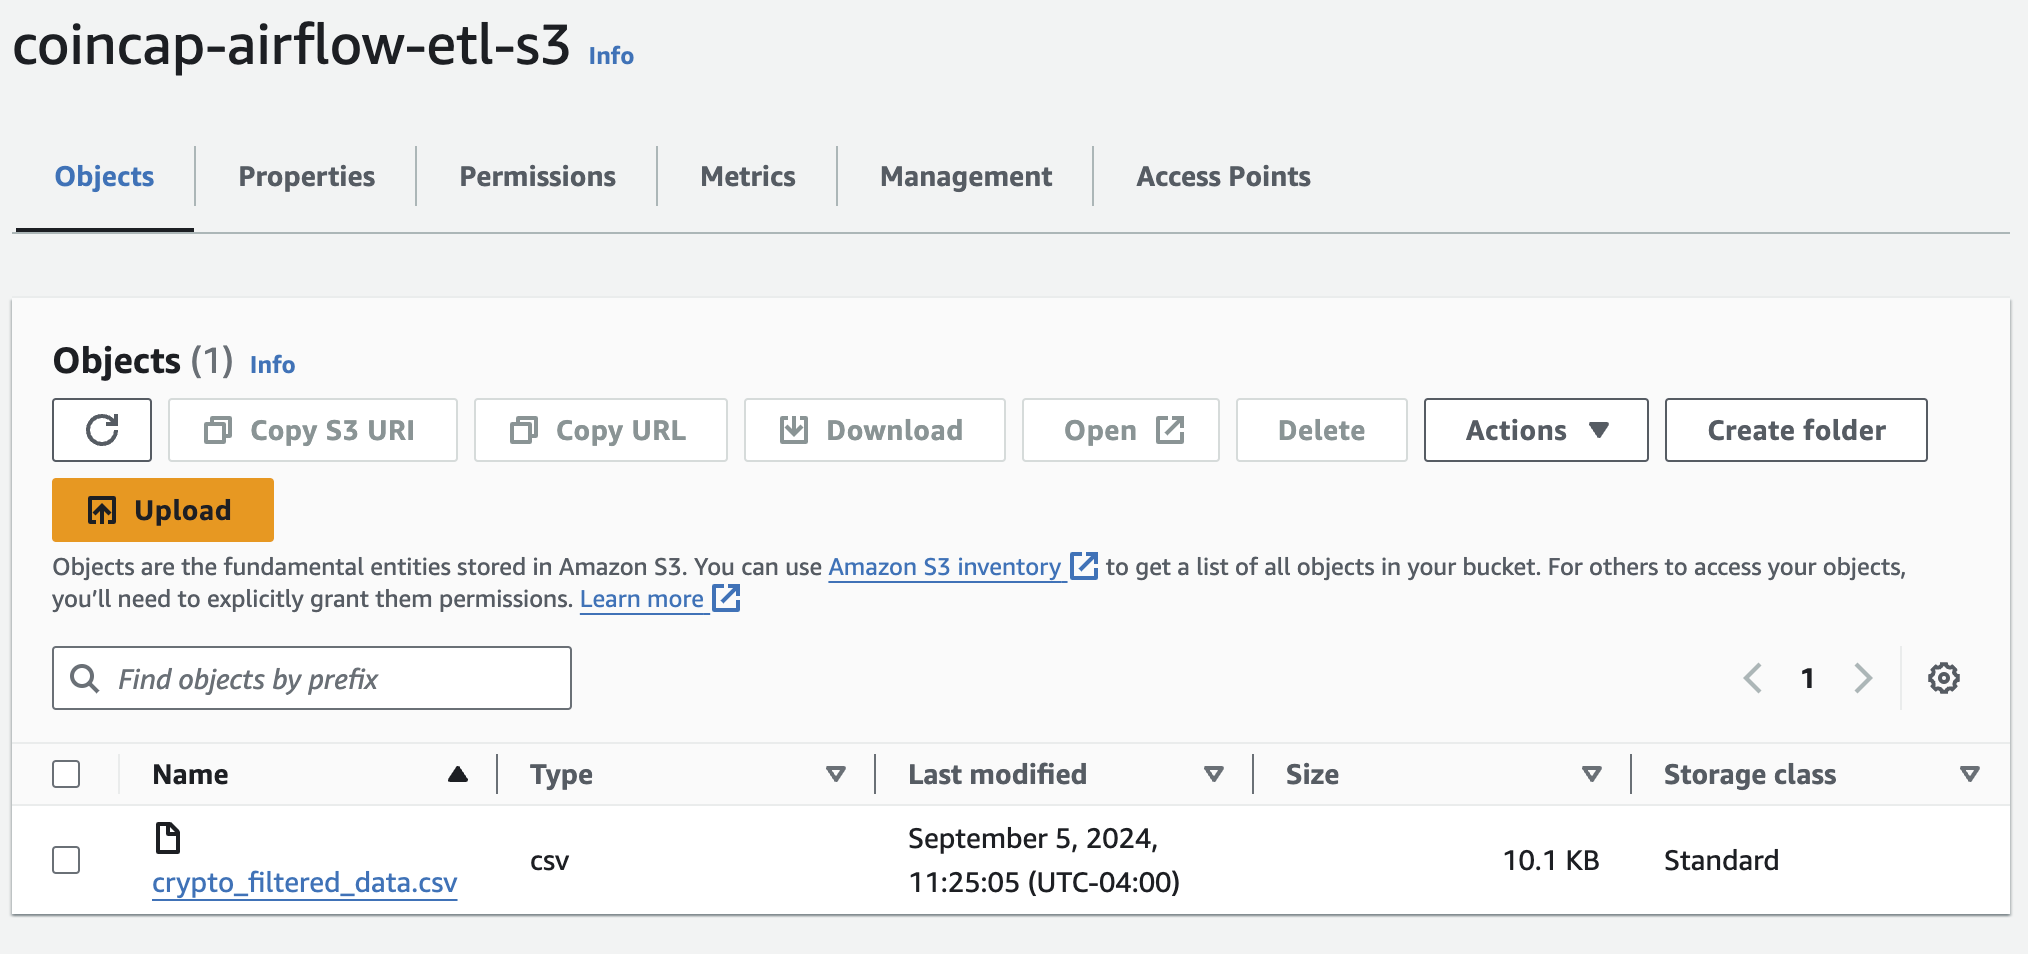 coincap-airflow-etl-s3 Info
Objects Properties Permissions Metrics Management Access Points
Objects (1) Info
Copy S3 URI Copy URL Download Open Delete Actions Create folder
Upload
Objects are the fundamental entities stored in Amazon S3. You can use Amazon S3 inventory to get a list of all objects in your bucket. For others to access your objects,
you’ll need to explicitly grant them permissions. Learn more
Find objects by prefix 1
Name Type Last modified Size Storage class
crypto_filtered_data.csv csv September 5, 2024, 10.1 KB Standard
11:25:05 (UTC-04:00)